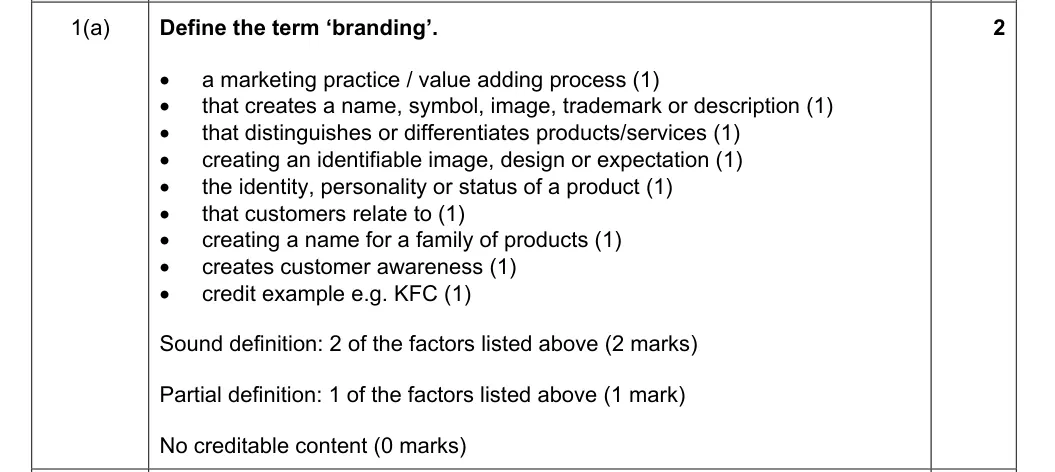 1(a) Define the term ‘branding’. 2
• a marketing practice / value adding process (1)
• that creates a name, symbol, image, trademark or description (1)
• that distinguishes or differentiates products/services (1)
• creating an identifiable image, design or expectation (1)
• the identity, personality or status of a product (1)
• that customers relate to (1)
• creating a name for a family of products (1)
• creates customer awareness (1)
• credit example e.g. KFC (1)
Sound definition: 2 of the factors listed above (2 marks)
Partial definition: 1 of the factors listed above (1 mark)
No creditable content (0 marks)